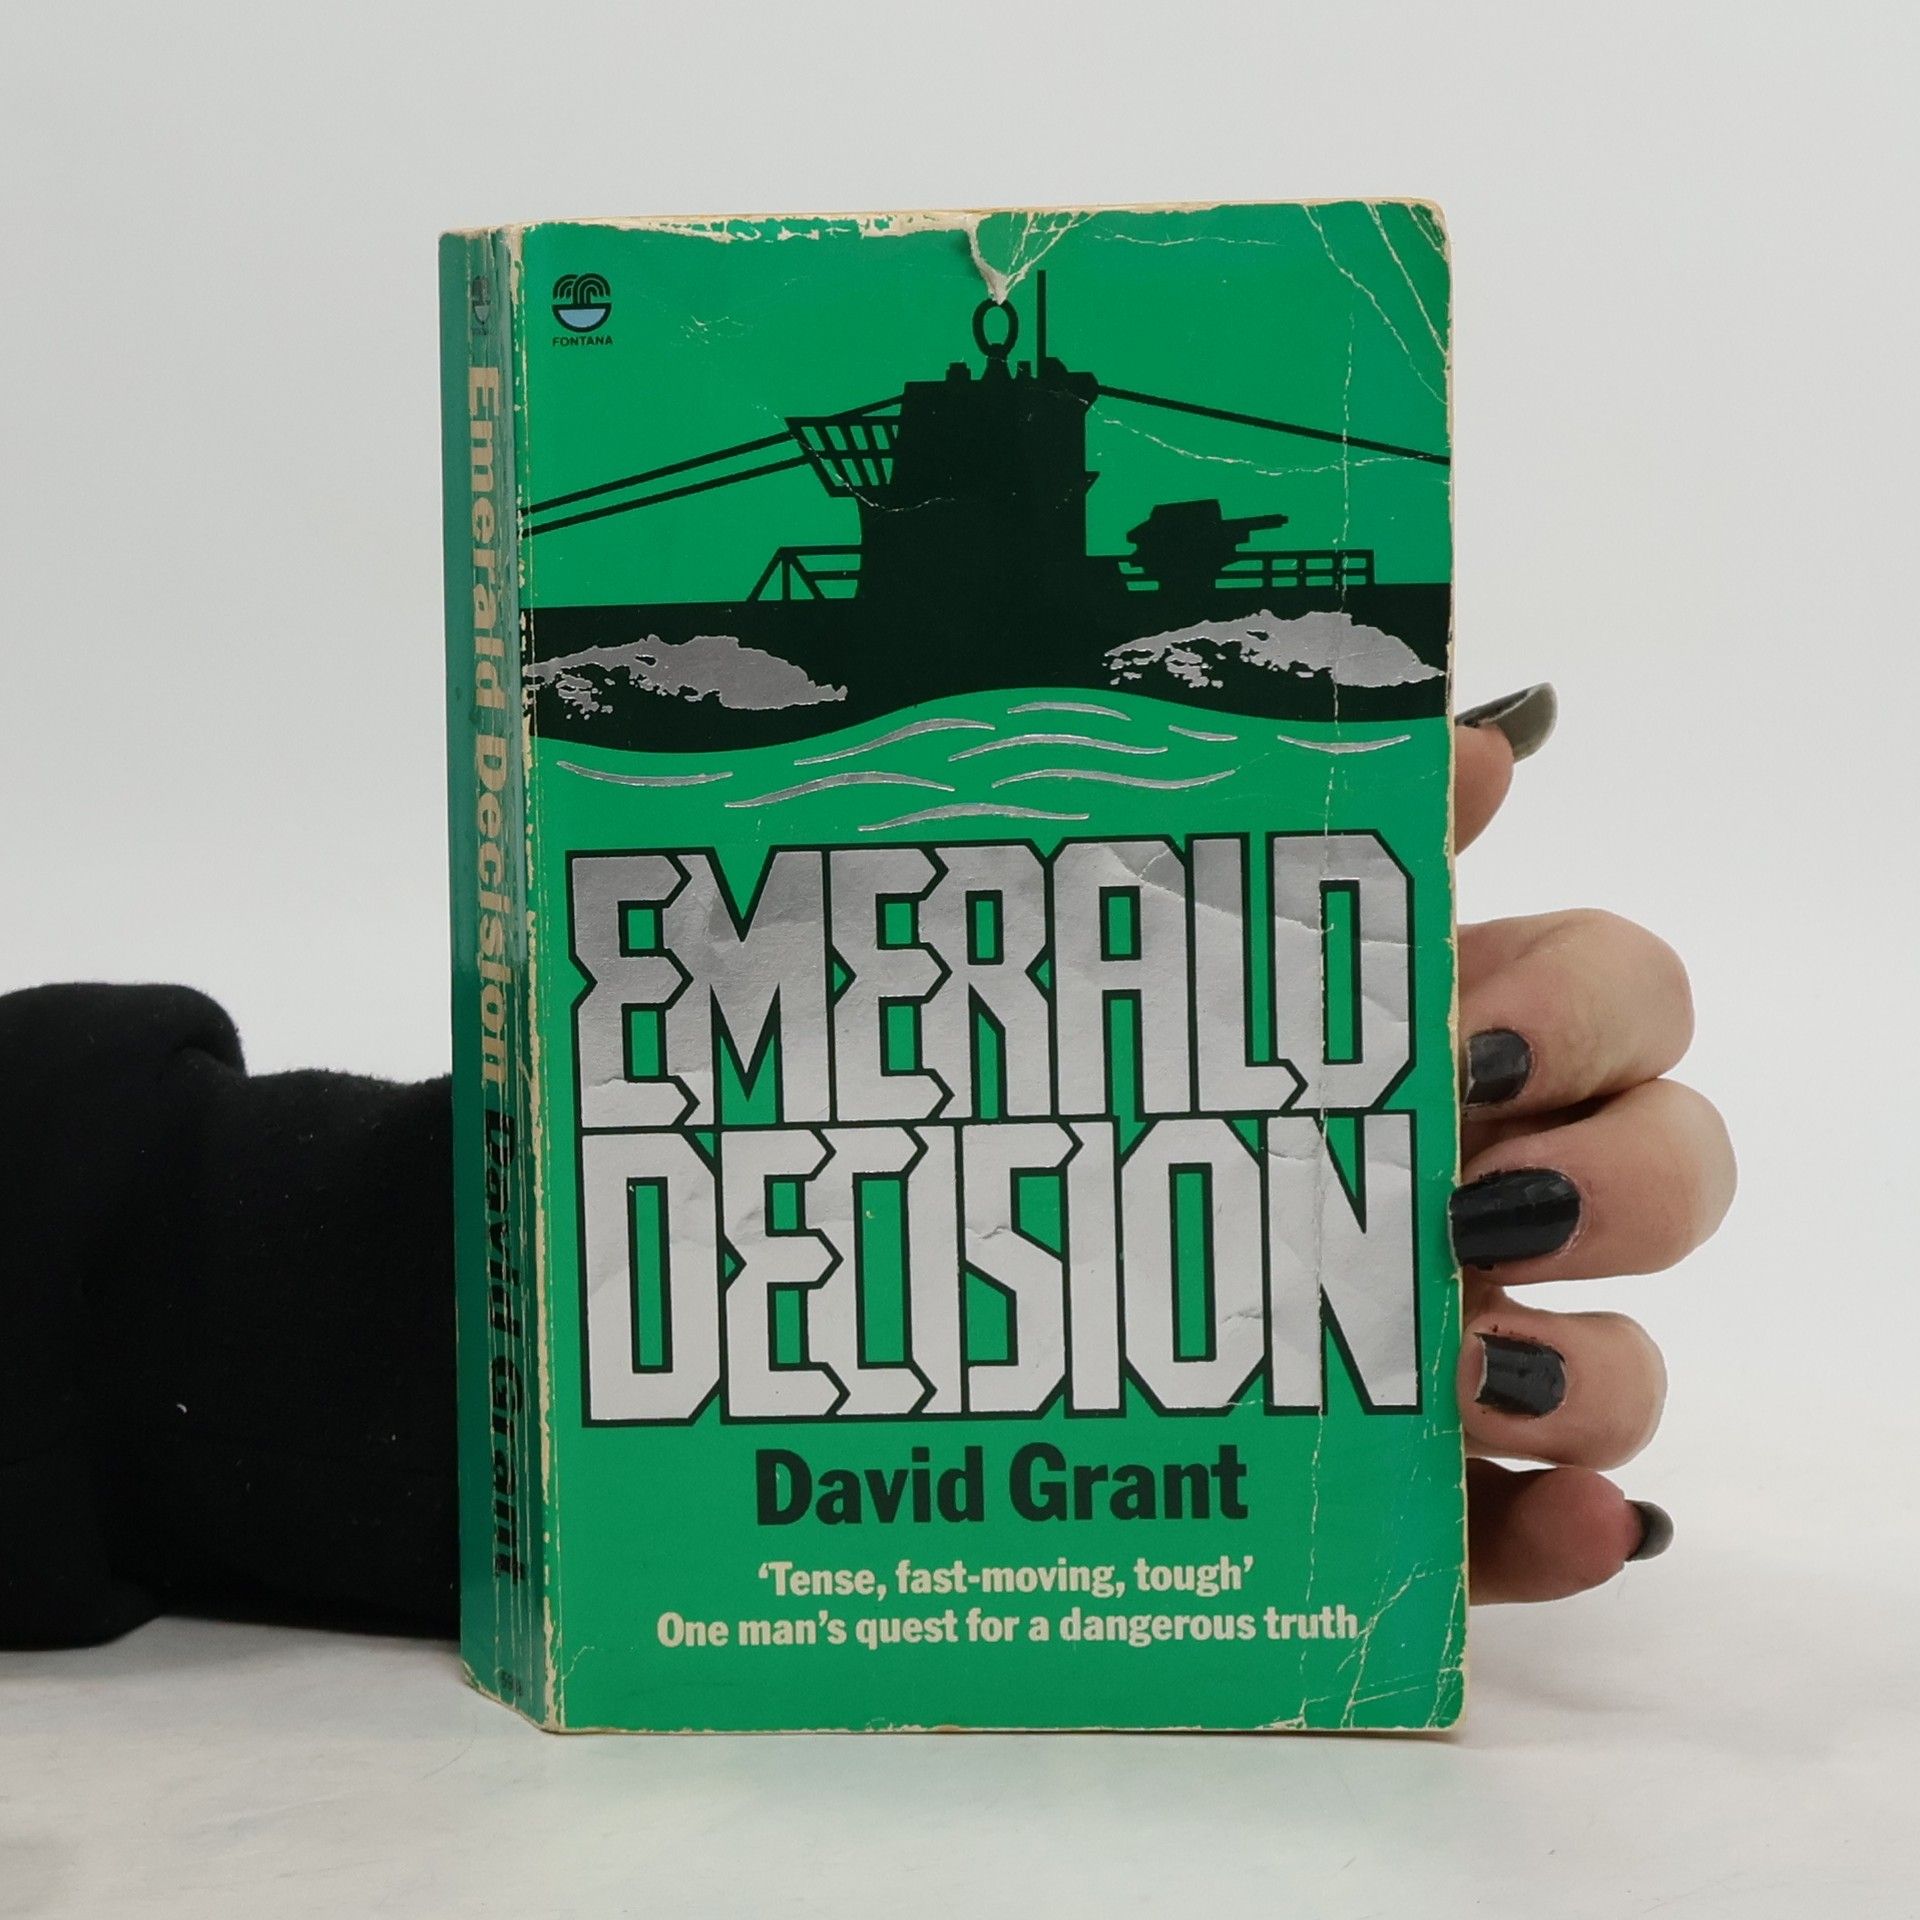 FONTANA
EMERALD
DECISION
David Grant
‘Tense, fast-moving, tough’
One man’s quest for a dangerous truth
Emerald Decision David Grant